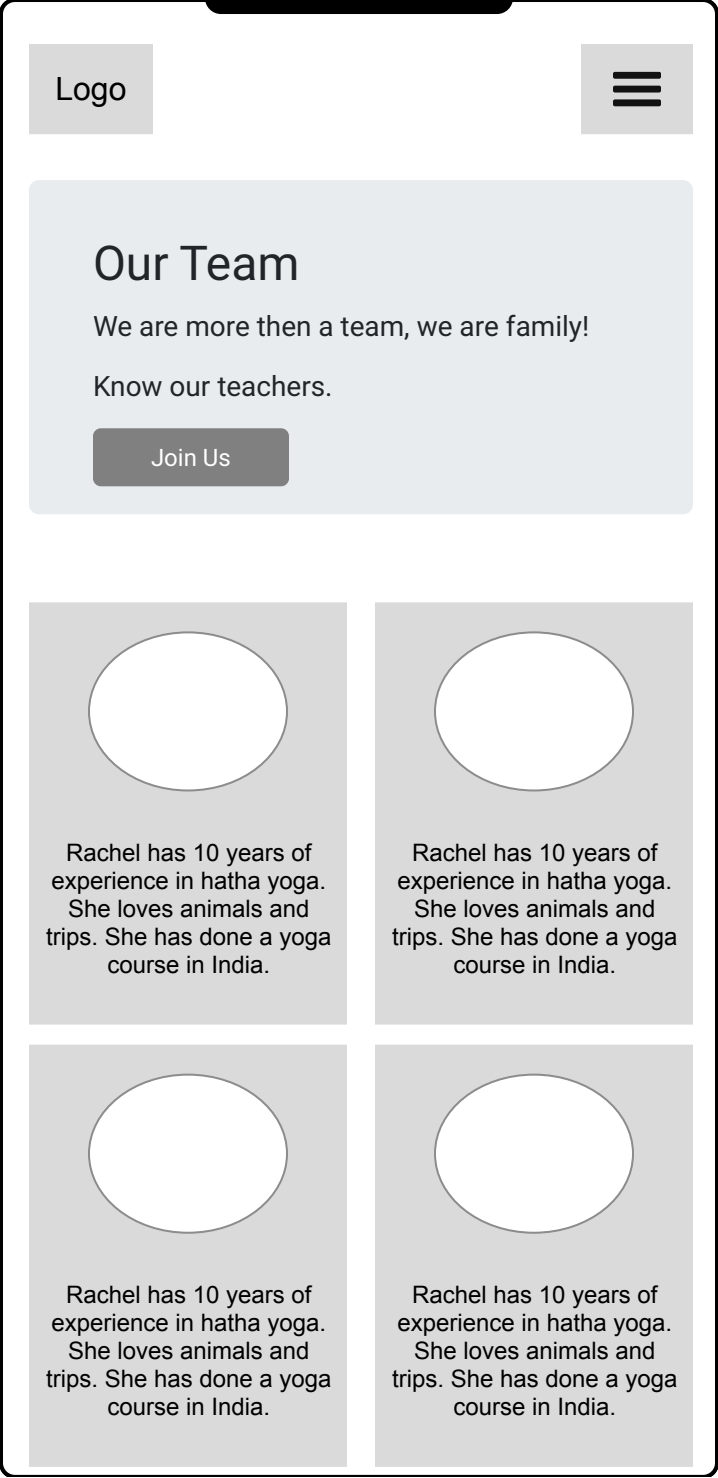 Logo
Our Team
We are more then a team, we are family!
Know our teachers.
Join Us
Rachel has 10 years of
experience in hatha yoga.
She loves animals and
trips. She has done a yoga
course in India.
Rachel has 10 years of
experience in hatha yoga.
She loves animals and
trips. She has done a yoga
course in India.
Rachel has 10 years of
experience in hatha yoga.
She loves animals and
trips. She has done a yoga
course in India.
Rachel has 10 years of
experience in hatha yoga.
She loves animals and
trips. She has done a yoga
course in India.